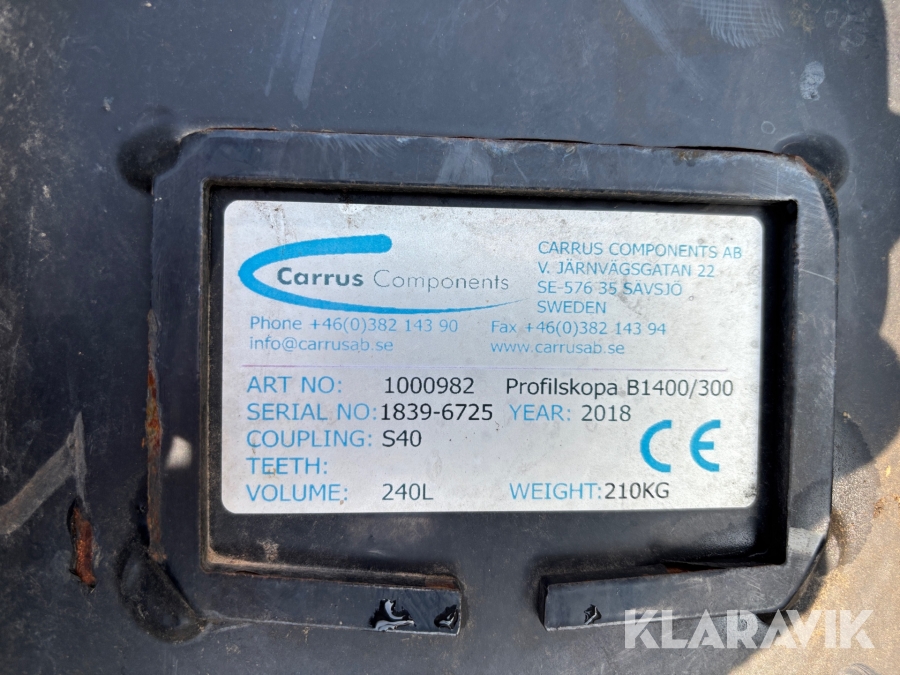 Carrus Components
CARRUS COMPONENTS AB
V. JÄRNVÄGSGATAN 22
SE-576 35 SÄVSJÖ
SWEDEN
Phone +46(0)382 143 90
Fax +46(0)382 143 94
info@carrusab.se
www.carrusab.se
ART NO: 1000982 Profilskopa B1400/300
SERIAL NO: 1839-6725 YEAR: 2018
COUPLING: S40
CE
TEETH:
VOLUME: 240L WEIGHT: 210KG
KLARAVIK